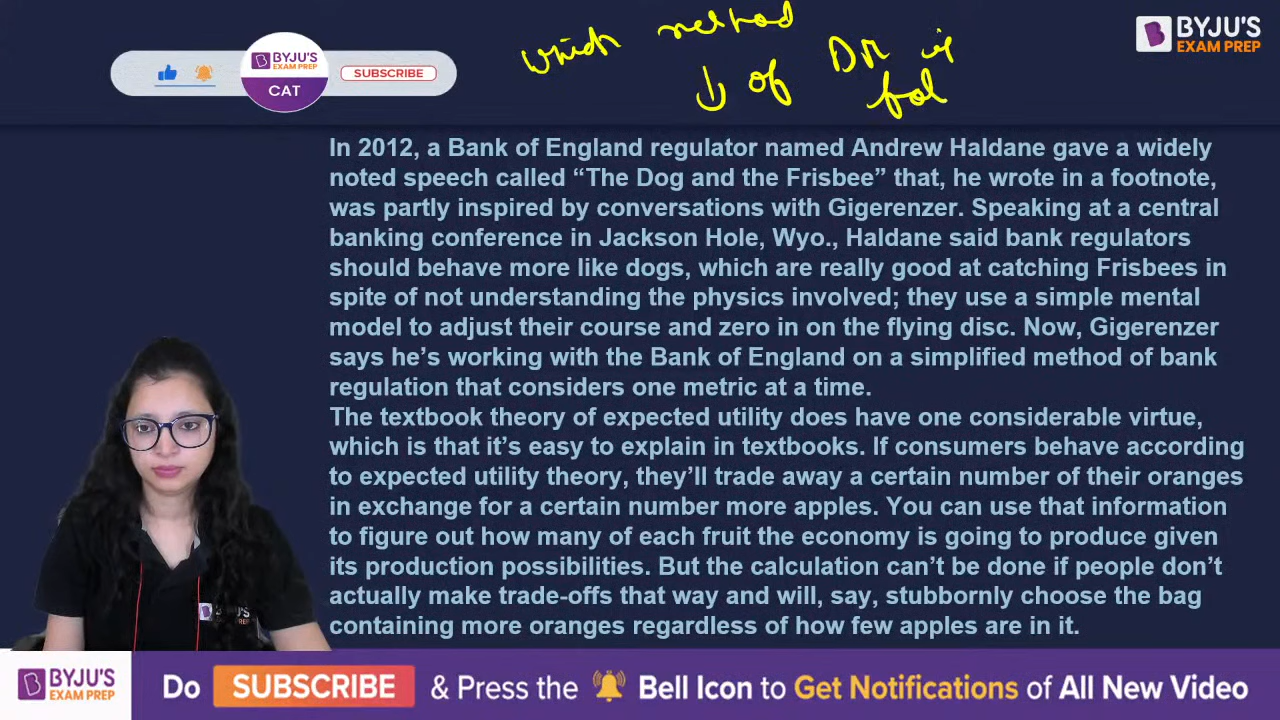 BYJU'S
EXAM PREP
CAT
SUBSCRIBE
which method
of DM is
fol
BYJU'S
EXAM PREP
In 2012, a Bank of England regulator named Andrew Haldane gave a widely
noted speech called “The Dog and the Frisbee” that, he wrote in a footnote,
was partly inspired by conversations with Gigerenzer. Speaking at a central
banking conference in Jackson Hole, Wyo., Haldane said bank regulators
should behave more like dogs, which are really good at catching Frisbees in
spite of not understanding the physics involved; they use a simple mental
model to adjust their course and zero in on the flying disc. Now, Gigerenzer
says he’s working with the Bank of England on a simplified method of bank
regulation that considers one metric at a time.
The textbook theory of expected utility does have one considerable virtue,
which is that it’s easy to explain in textbooks. If consumers behave according
to expected utility theory, they’ll trade away a certain number of their oranges
in exchange for a certain number more apples. You can use that information
to figure out how many of each fruit the economy is going to produce given
its production possibilities. But the calculation can’t be done if people don’t
actually make trade-offs that way and will, say, stubbornly choose the bag
containing more oranges regardless of how few apples are in it.
BYJU'S
EXAM PREP
BYJU'S
EXAM PREP
Do SUBSCRIBE & Press the Bell Icon to Get Notifications of All New Video